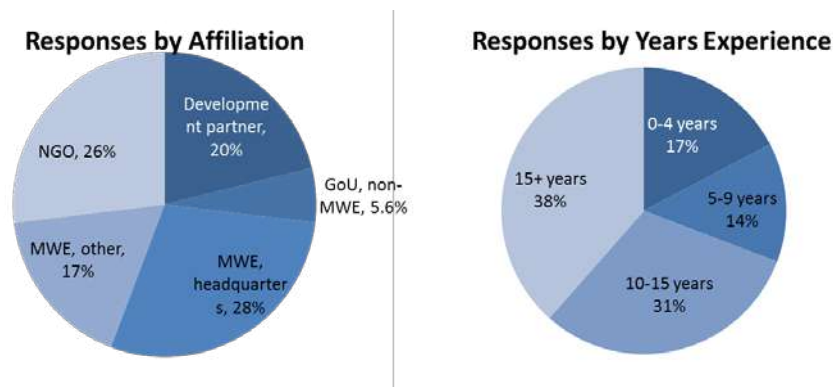 Responses by Affiliation
Developme
nt partner,
20%
GoU, non-
MWE, 5.6%
MWE,
headquarter
s, 28%
MWE, other,
17%
NGO, 26%
Responses by Years Experience
0-4 years
17%
5-9 years
14%
10-15 years
31%
15+ years
38%